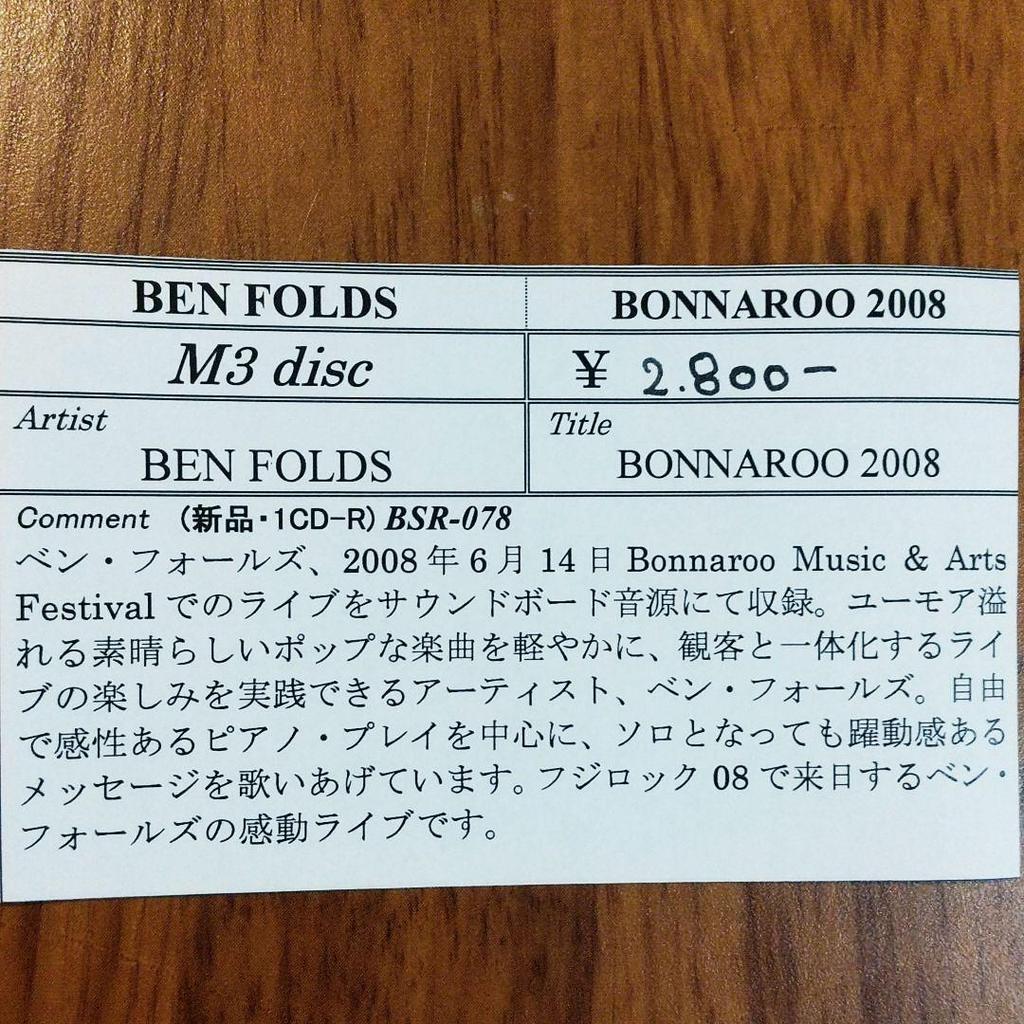 BEN FOLDS BONNAROO 2008
M3 disc ¥ 2.800-
Artist Title
BEN FOLDS BONNAROO 2008
Comment (新品・1CD-R) BSR-078
ベン・フォールズ、2008年6月14日 Bonnaroo Music & Arts
Festival でのライブをサウンドボード音源にて収録。ユーモア溢
れる素晴らしいポップな楽曲を軽やかに、観客と一体化するライ
ブの楽しみを実践できるアーティスト、ベン・フォールズ。自由
で感性あるピアノ・プレイを中心に、ソロとなっても躍動感ある
メッセージを歌いあげています。フジロック 08 で来日するベン・
フォールズの感動ライブです。